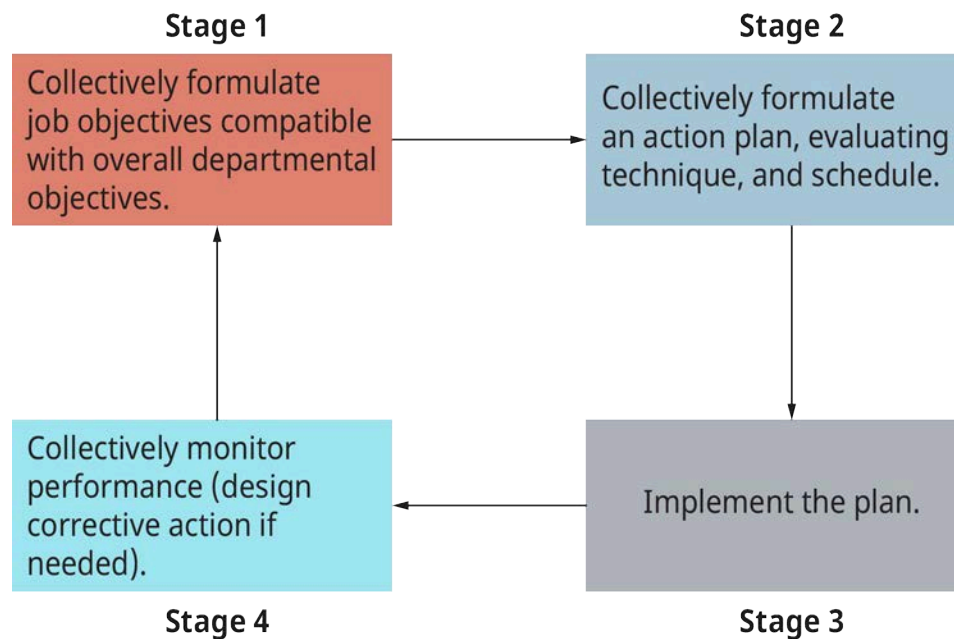 Stage 1
Collectively formulate
job objectives compatible
with overall departmental
objectives.
Stage 2
Collectively formulate
an action plan, evaluating
technique, and schedule.
Implement the plan.
Stage 3
Collectively monitor
performance (design
corrective action if
needed).
Stage 4